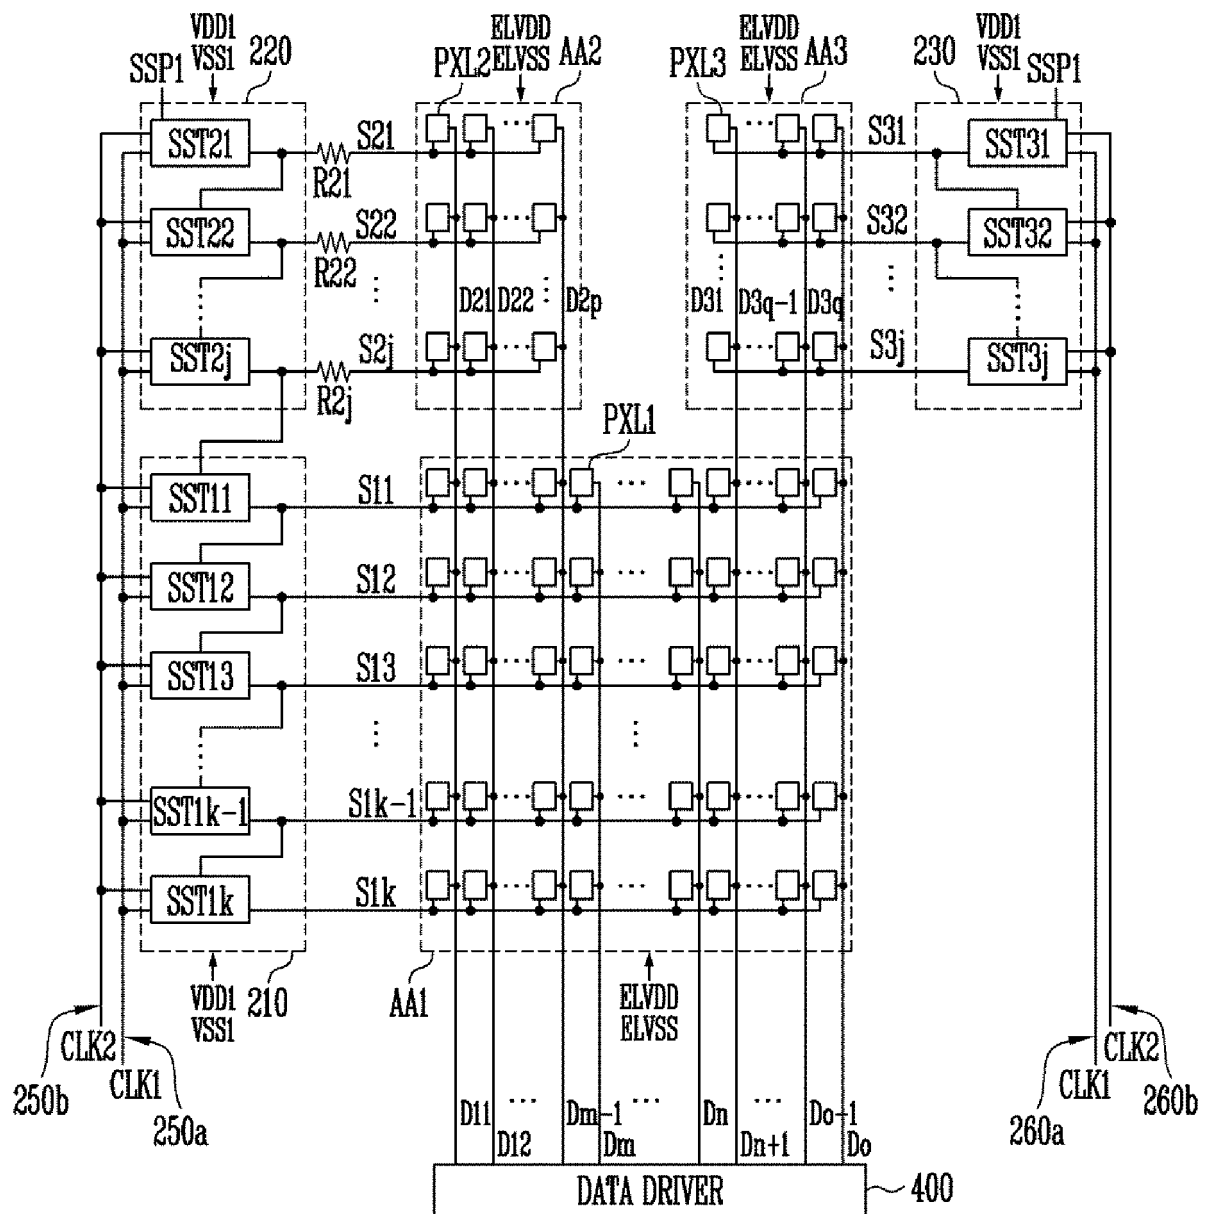 VDD1
VSS1
220
SSP1
ELVDD
ELVSS
PXL2
AA2
ELVDD
ELVSS
PXL3
AA3
230
VDD1
VSS1
SSP1
SST21
R21
S21
S31
SST31
SST22
R22
S22
S32
SST32
D21
D22
D2p
D31
D3q-1
D3q
SST2j
R2j
S2j
S3j
SST3j
PXL1
SST11
S11
SST12
S12
SST13
S13
SST1k-1
S1k-1
SST1k
S1k
VDD1
VSS1
210
AA1
ELVDD
ELVSS
CLK2
CLK1
250b
250a
CLK2
CLK1
260a
260b
D11
D12
Dm-1
Dm
Dn
Dn+1
Do-1
Do
DATA DRIVER
400